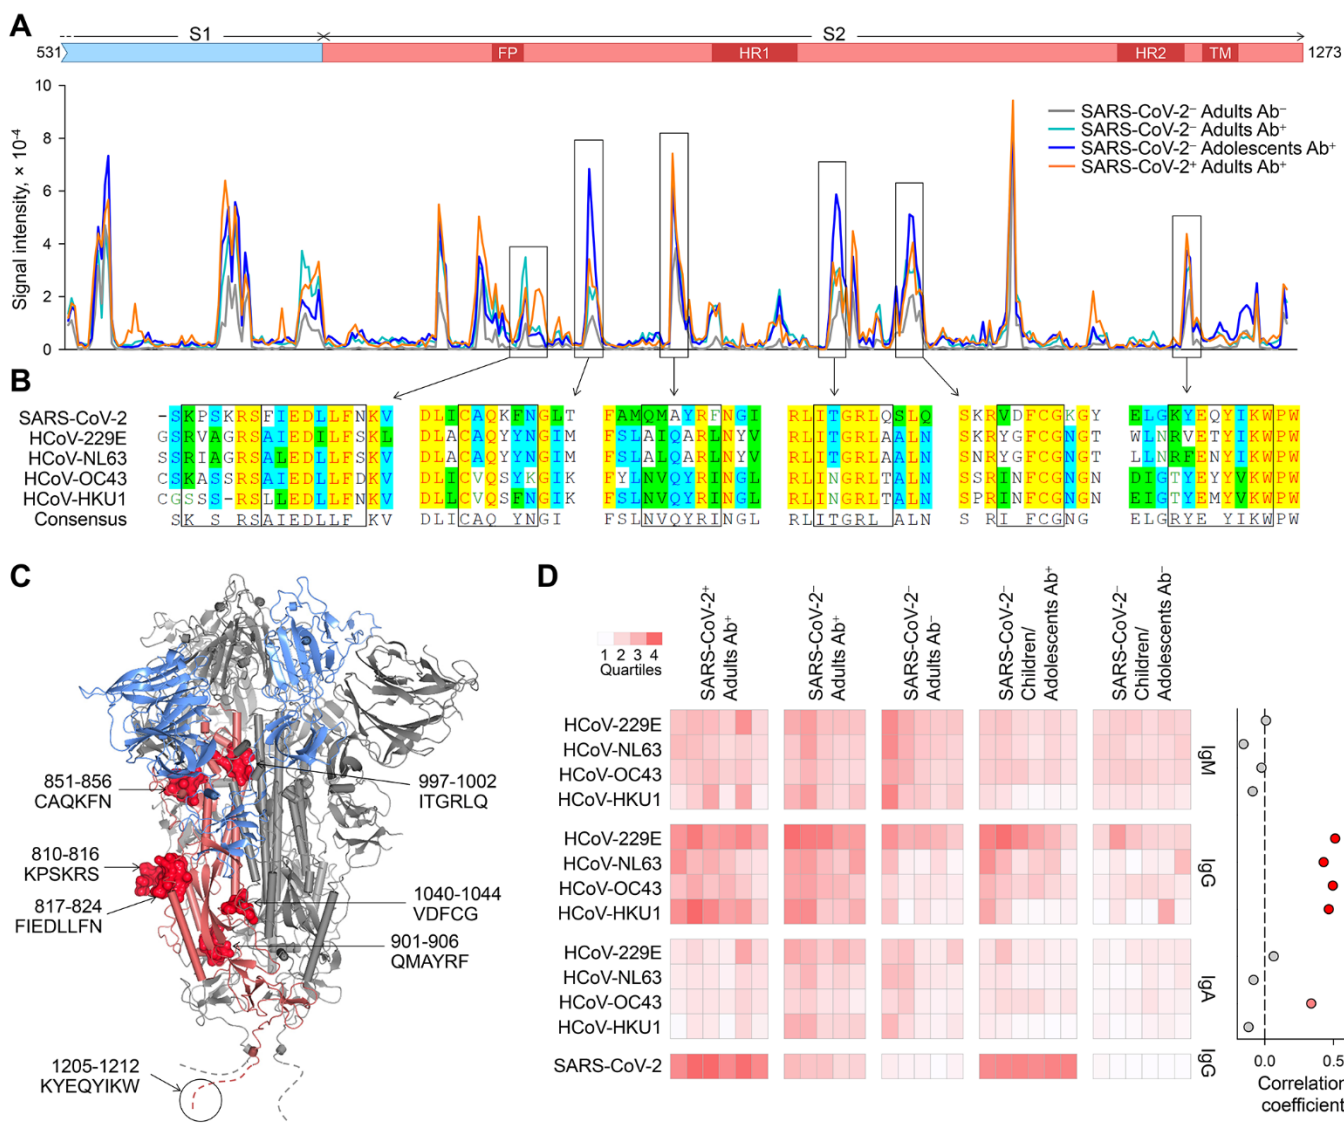 A
S1
S2
531
FP
HR1
HR2
TM
1273
Signal intensity, × 10⁻⁴
10
8
6
4
2
0
SARS-CoV-2⁻ Adults Ab⁻
SARS-CoV-2⁻ Adults Ab⁺
SARS-CoV-2⁻ Adolescents Ab⁺
SARS-CoV-2⁺ Adults Ab⁺
B
SARS-CoV-2 -SKPSKRSFIEDLLFNKV DLICAQKFNGLT FAMQMAYRFNGI RLITGRLQSLQ SKRVDFCGKGY ELGKYEQYIKWPW
HCoV-229E GSRVAGRSAIEDILFSKL DLACAQYYNGIM FSLAIQARLNYV RLITGRLAALN SKRYGFCGNGT WLNRVETYIKWPW
HCoV-NL63 SSRIAGRSALEDLLFSKV DLACAQYYNGIM FSLALQARLNYV RLITGRLAALN SKRYGFCGNGT LLNRFENYIKWPW
HCoV-OC43 CSKASSRSAIEDLLFDKV DLICVQSYNGIK FYLNVQYRINGL RLINGRLAALN SSRINFCGNGN DIGTYEYYVKWPW
HCoV-HKU1 CGSSS-RSLLEDLLFNKV DLICVQSFNGIK FSLNVQYRINGL RLINGRLAALN SPRINFCGNGN DIGTYEMYVKWPW
Consensus SK S RSAIEDLLF KV DLICAQ YNGI FSLNVQYRINGL RLITGRLALN S RI FCGNG ELGRYE YIKWPW
C
851-856
CAQKFN
997-1002
ITGRLQ
810-816
KPSKRS
817-824
FIEDLLFN
1040-1044
VDFCG
901-906
QMAYRF
1205-1212
KYEQYIKW
D
1 2 3 4
Quartiles
SARS-CoV-2⁺
Adults Ab⁺
SARS-CoV-2⁻
Adults Ab⁺
SARS-CoV-2⁻
Adults Ab⁻
SARS-CoV-2⁻
Children/
Adolescents Ab⁺
SARS-CoV-2⁻
Children/
Adolescents Ab⁻
HCoV-229E
HCoV-NL63
HCoV-OC43
HCoV-HKU1
IgM
HCoV-229E
HCoV-NL63
HCoV-OC43
HCoV-HKU1
IgG
HCoV-229E
HCoV-NL63
HCoV-OC43
HCoV-HKU1
IgA
SARS-CoV-2
IgG
0.0
0.5
Correlation
coefficient